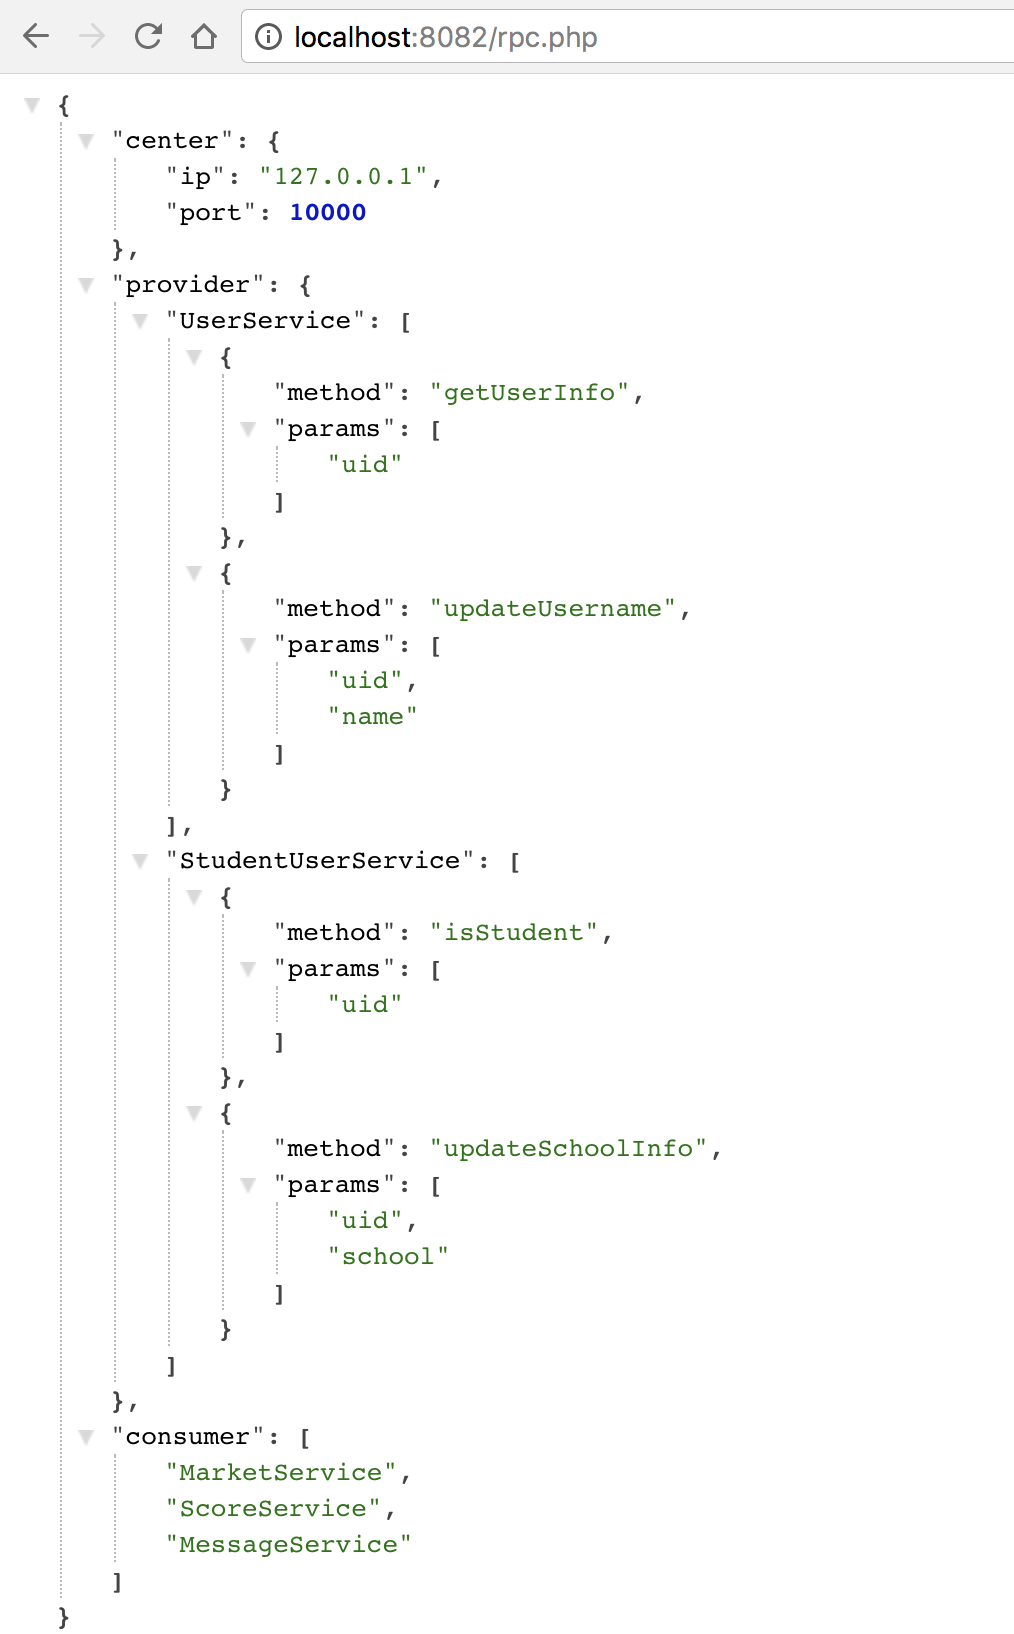 localhost:8082/rpc.php
{
"center": {
"ip": "127.0.0.1",
"port": 10000
},
"provider": {
"UserService": [
{
"method": "getUserInfo",
"params": [
"uid"
]
},
{
"method": "updateUsername",
"params": [
"uid",
"name"
]
}
],
"StudentUserService": [
{
"method": "isStudent",
"params": [
"uid"
]
},
{
"method": "updateSchoolInfo",
"params": [
"uid",
"school"
]
}
]
},
"consumer": [
"MarketService",
"ScoreService",
"MessageService"
]
}